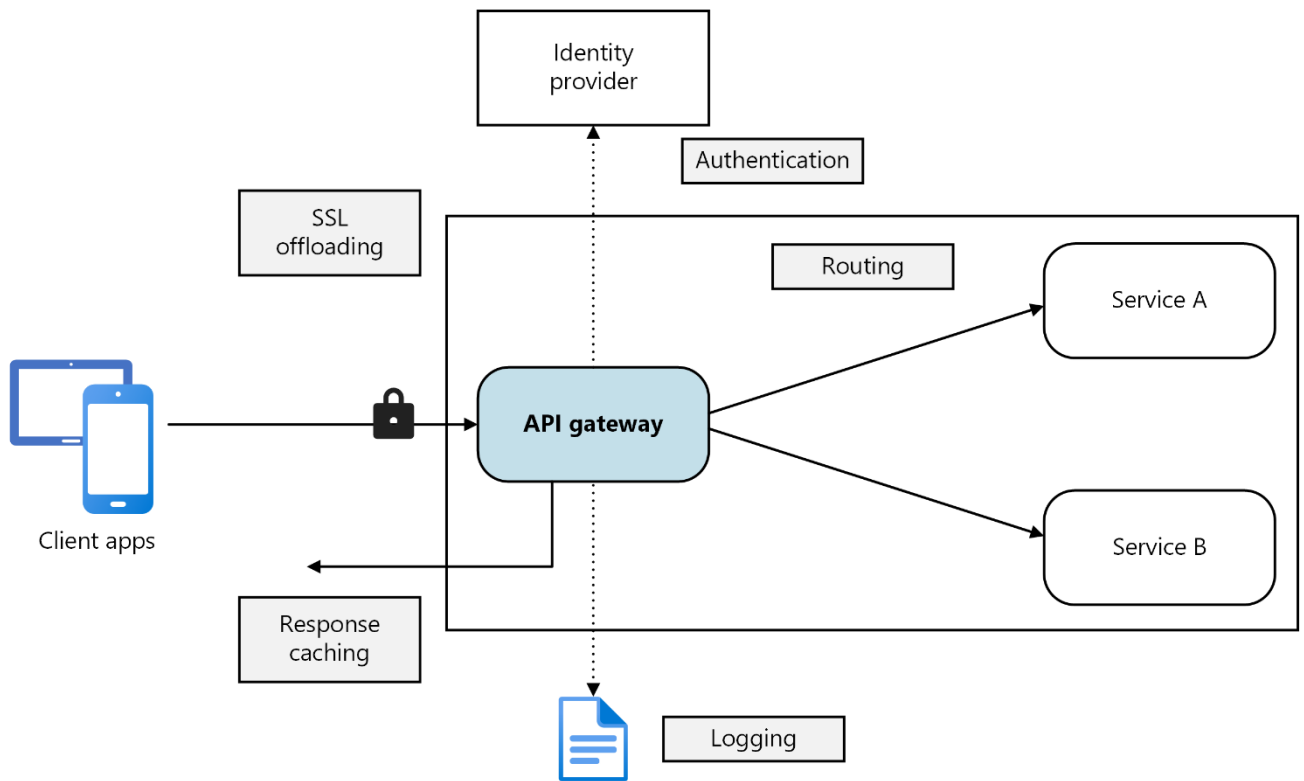 Identity
provider
Authentication
SSL
offloading
Routing
Service A
API gateway
Client apps
Service B
Response
caching
Logging